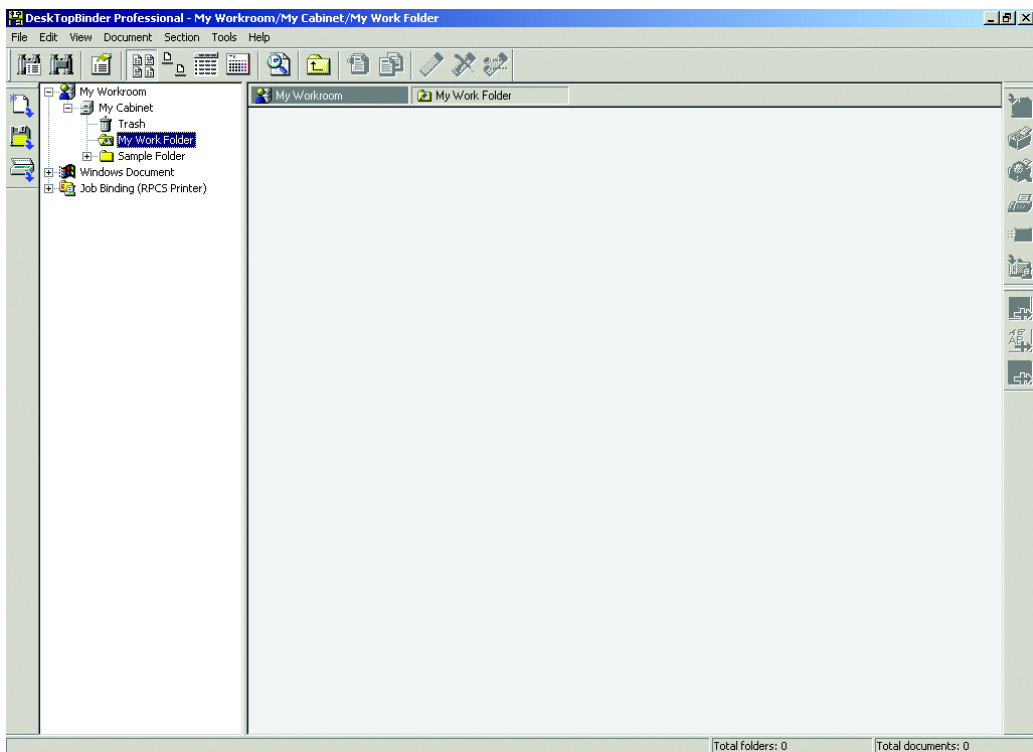 DeskTopBinder Professional - My Workroom/My Cabinet/My Work Folder
File Edit View Document Section Tools Help
My Workroom
My Cabinet
Trash
My Work Folder
Sample Folder
Windows Document
Job Binding (RPCS Printer)
My Workroom My Work Folder
Total folders: 0 Total documents: 0